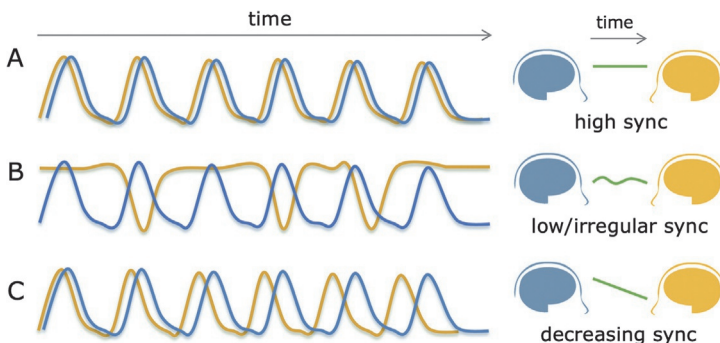 time
time
A
high sync
B
low/irregular sync
C
decreasing sync